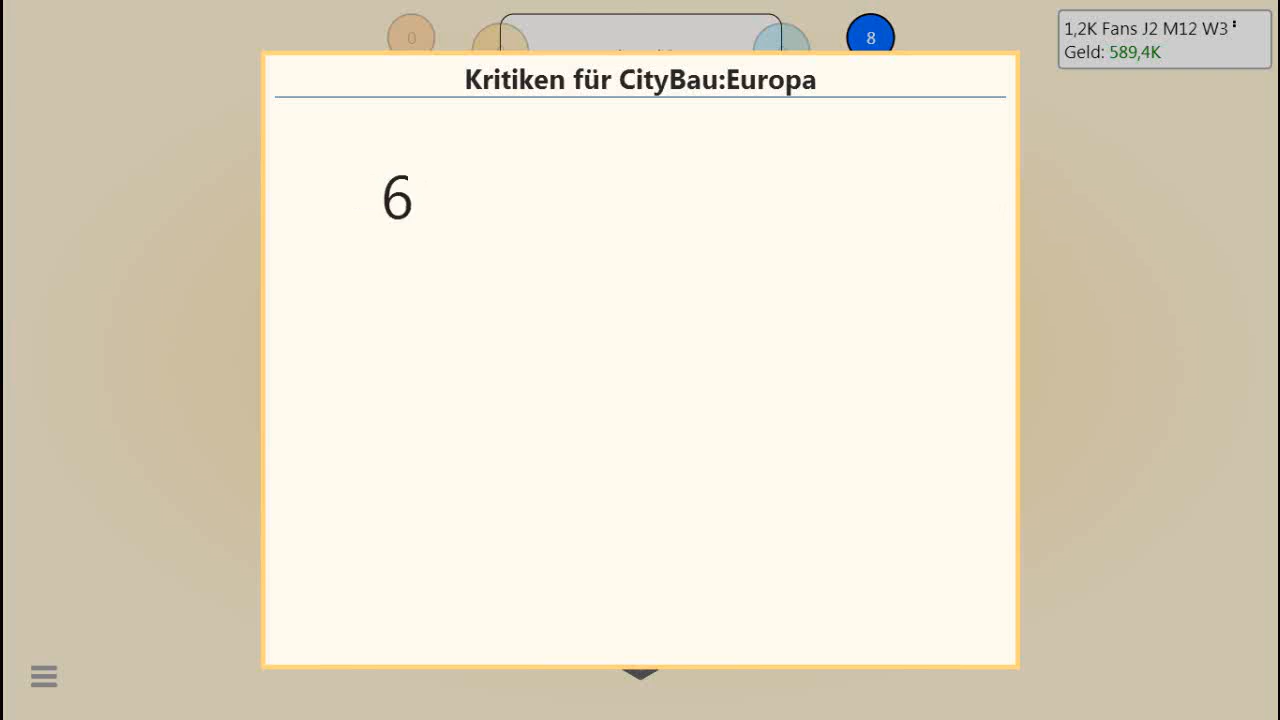 0
8
1,2K Fans J2 M12 W3
Geld: 589,4K
Kritiken für CityBau:Europa
6